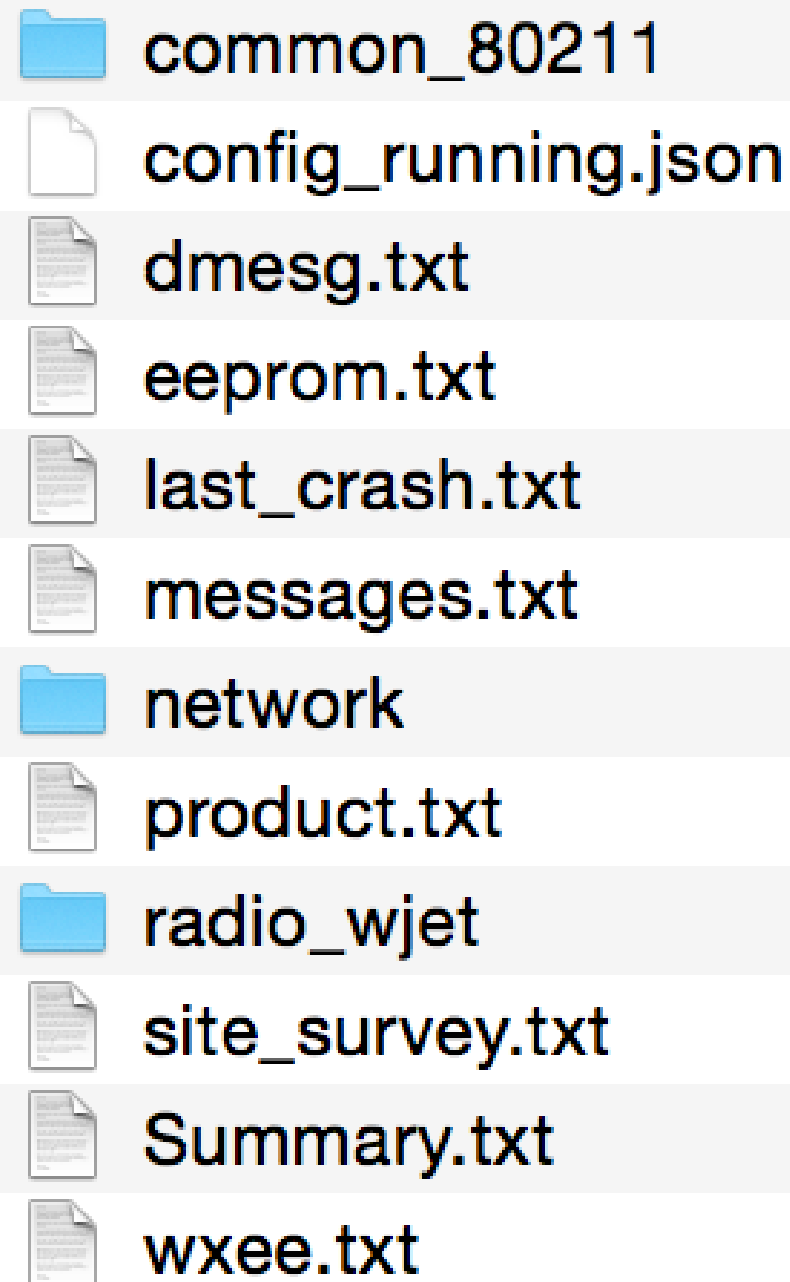 common_80211
config_running.json
dmesg.txt
eeprom.txt
last_crash.txt
messages.txt
network
product.txt
radio_wjet
site_survey.txt
Summary.txt
wxee.txt